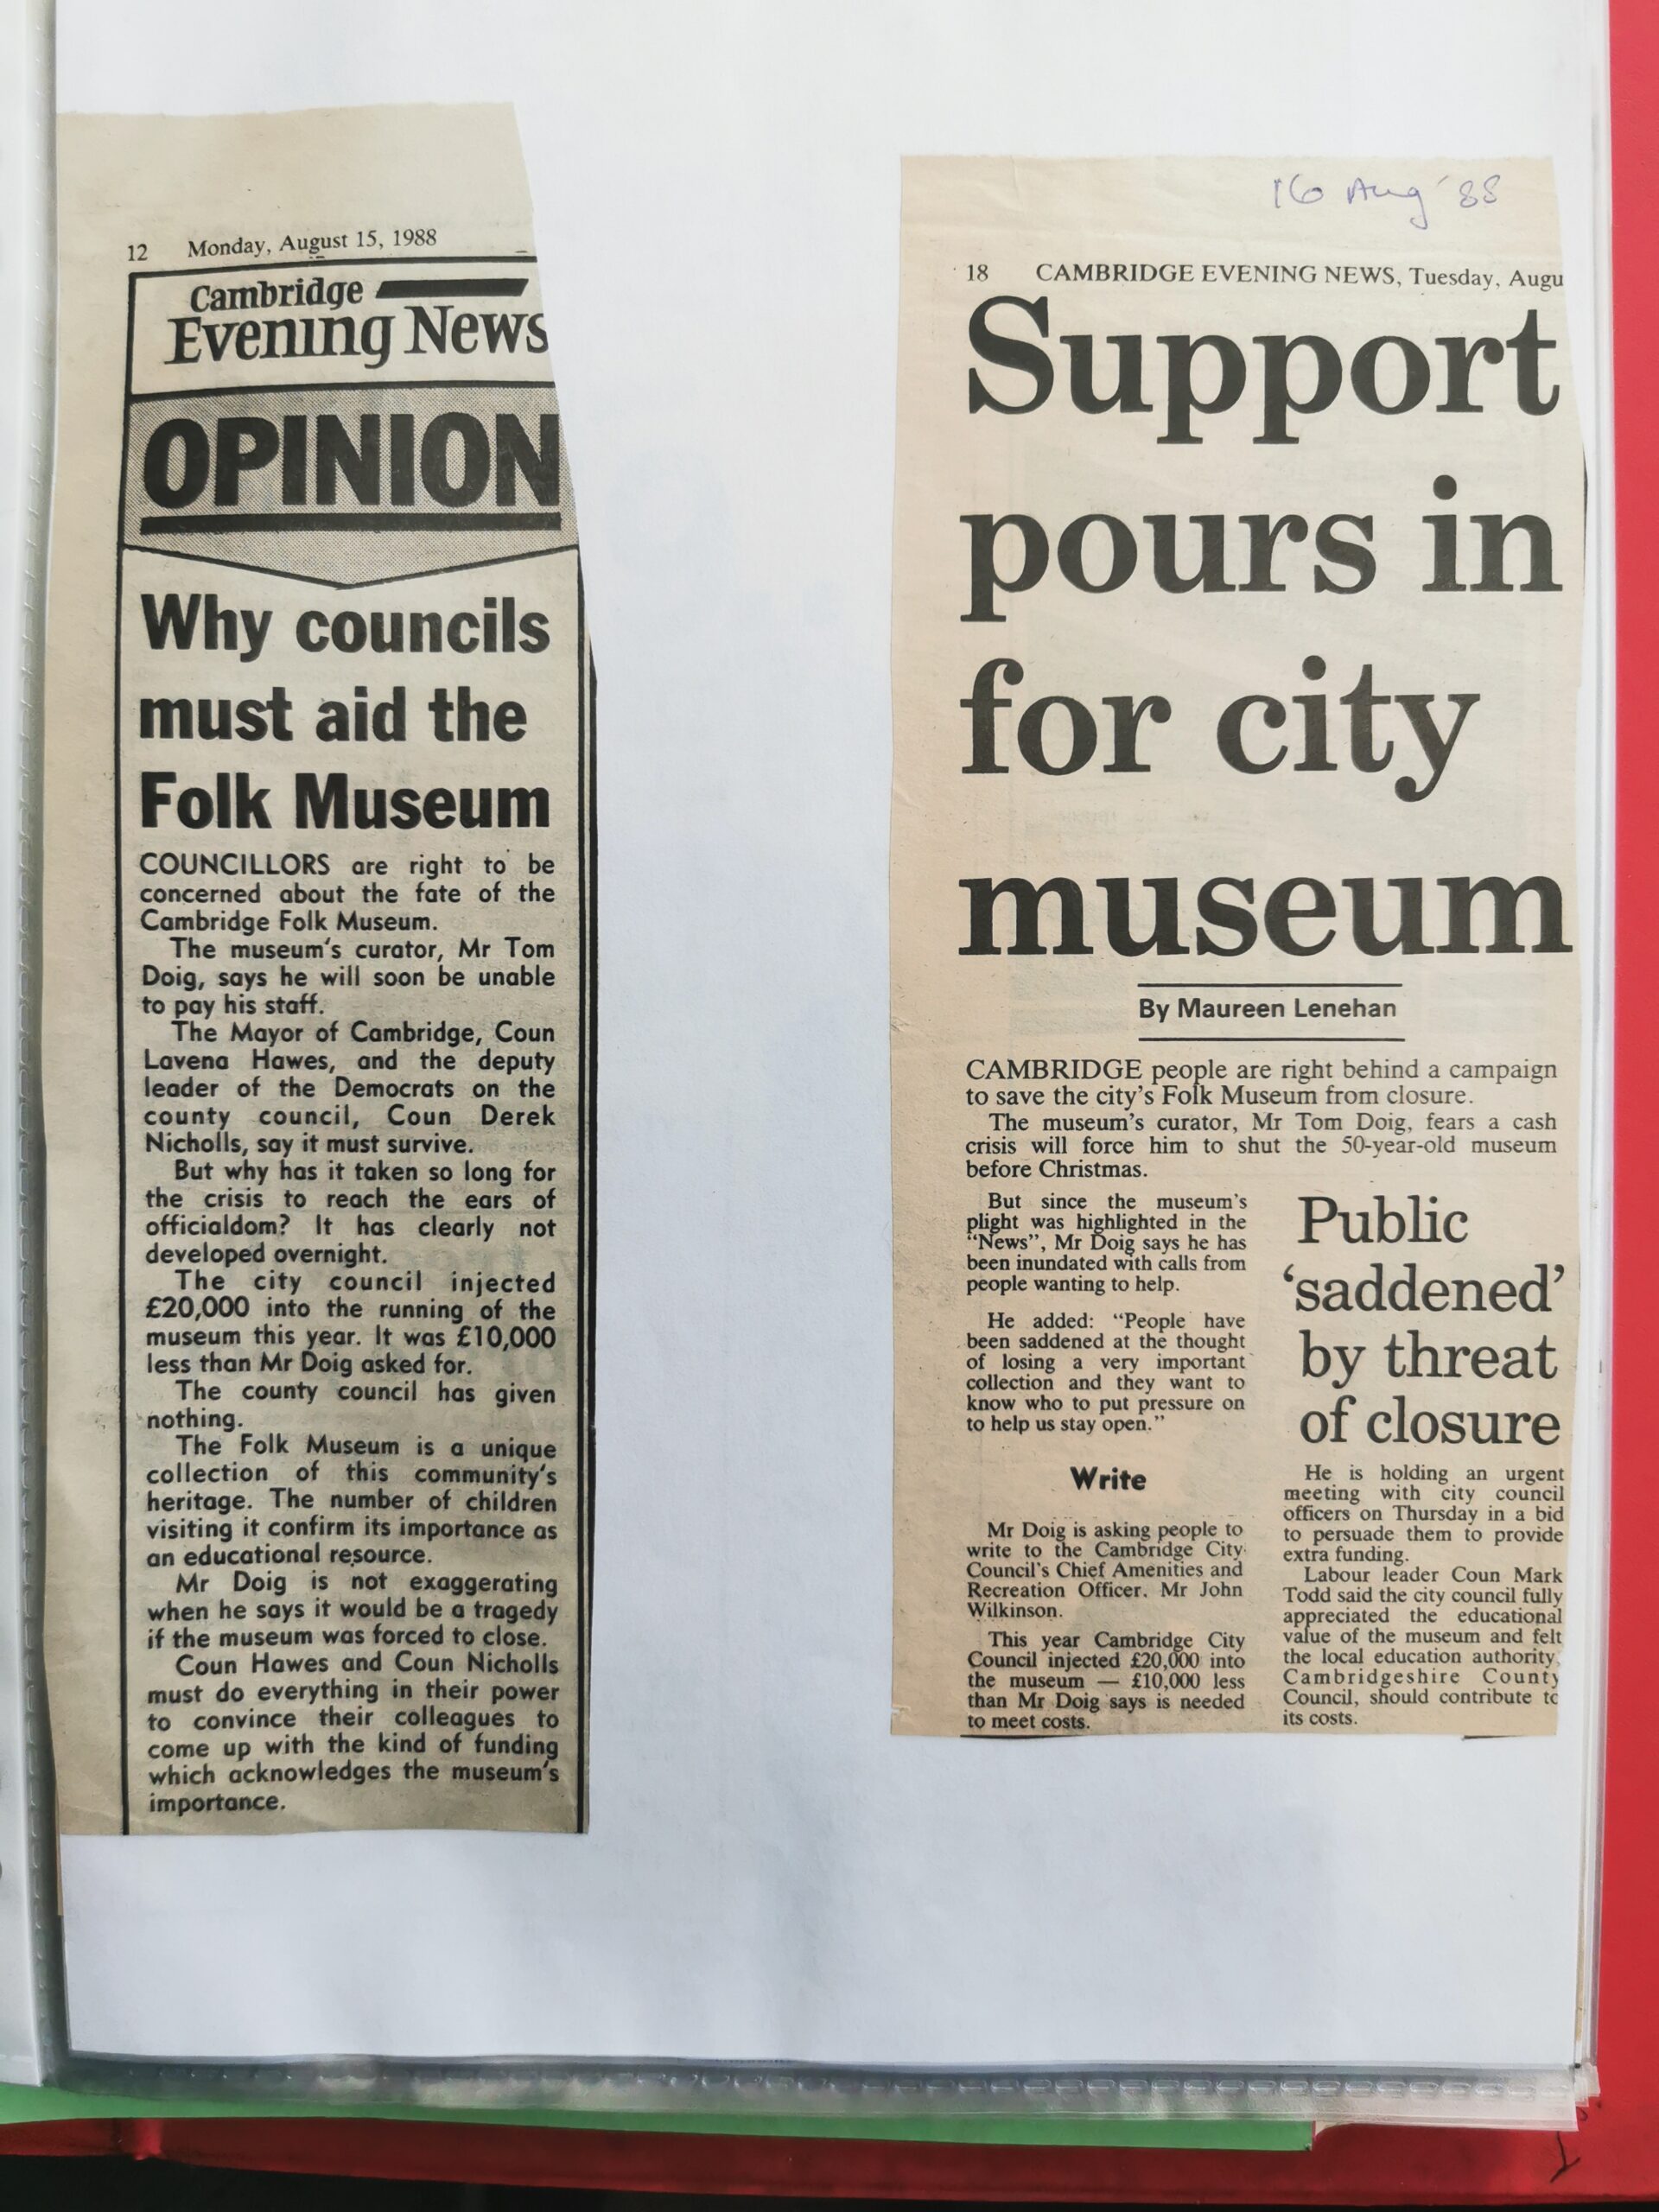 12 Monday, August 15, 1988
Cambridge
Evening News
OPINION
Why councils
must aid the
Folk Museum
COUNCILLORS are right to be
concerned about the fate of the
Cambridge Folk Museum.
The museum's curator, Mr Tom
Doig, says he will soon be unable
to pay his staff.
The Mayor of Cambridge, Coun
Lavena Hawes, and the deputy
leader of the Democrats on the
county council, Coun Derek
Nicholls, say it must survive.
But why has it taken so long for
the crisis to reach the ears of
officialdom? It has clearly not
developed overnight.
The city council injected
£20,000 into the running of the
museum this year. It was £10,000
less than Mr Doig asked for.
The county council has given
nothing.
The Folk Museum is a unique
collection of this community's
heritage. The number of children
visiting it confirm its importance as
an educational resource.
Mr Doig is not exaggerating
when he says it would be a tragedy
if the museum was forced to close.
Coun Hawes and Coun Nicholls
must do everything in their power
to convince their colleagues to
come up with the kind of funding
which acknowledges the museum's
importance.
16 Aug '88
18 CAMBRIDGE EVENING NEWS, Tuesday, Augu
Support
pours in
for city
museum
By Maureen Lenehan
CAMBRIDGE people are right behind a campaign
to save the city's Folk Museum from closure.
The museum's curator, Mr Tom Doig, fears a cash
crisis will force him to shut the 50-year-old museum
before Christmas.
But since the museum's
plight was highlighted in the
"News", Mr Doig says he has
been inundated with calls from
people wanting to help.
He added: "People have
been saddened at the thought
of losing a very important
collection and they want to
know who to put pressure on
to help us stay open."
Write
Mr Doig is asking people to
write to the Cambridge City
Council's Chief Amenities and
Recreation Officer, Mr John
Wilkinson.
This year Cambridge City
Council injected £20,000 into
the museum — £10,000 less
than Mr Doig says is needed
to meet costs.
Public
'saddened'
by threat
of closure
He is holding an urgent
meeting with city council
officers on Thursday in a bid
to persuade them to provide
extra funding.
Labour leader Coun Mark
Todd said the city council fully
appreciated the educational
value of the museum and felt
the local education authority,
Cambridgeshire County
Council, should contribute to
its costs.